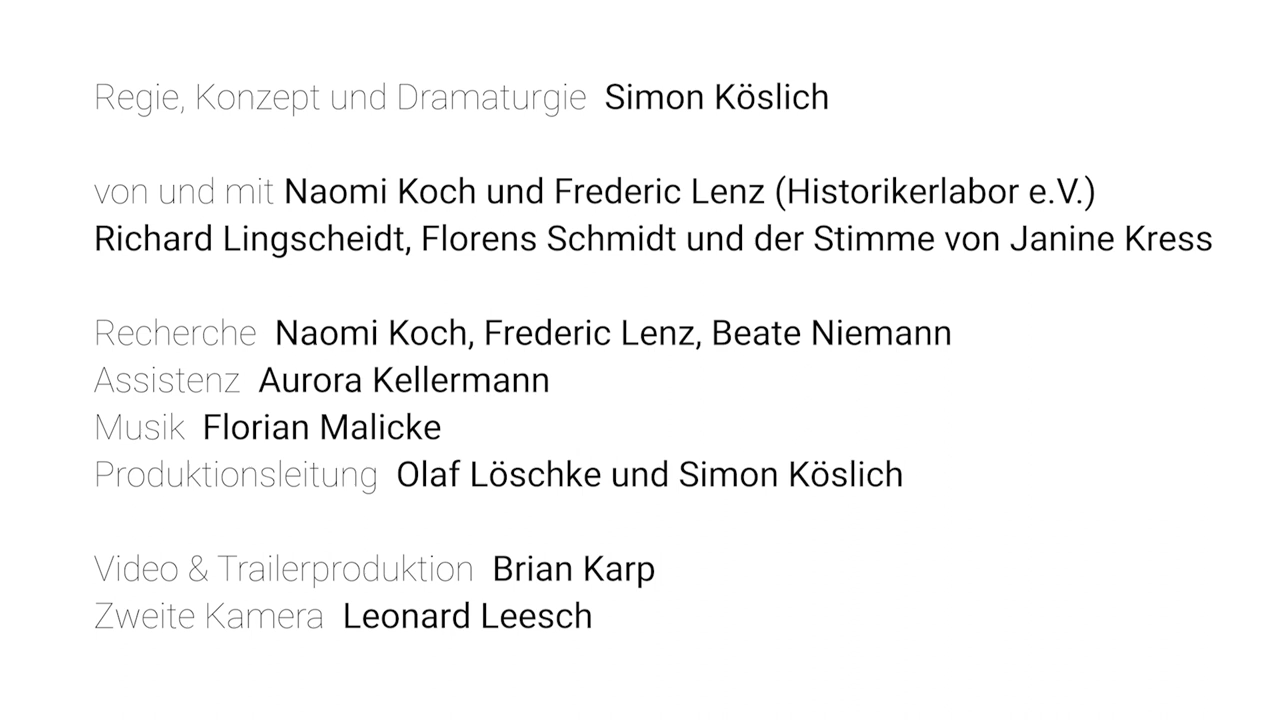 Regie, Konzept und Dramaturgie Simon Köslich
von und mit Naomi Koch und Frederic Lenz (Historikerlabor e.V.)
Richard Lingscheidt, Florens Schmidt und der Stimme von Janine Kress
Recherche Naomi Koch, Frederic Lenz, Beate Niemann
Assistenz Aurora Kellermann
Musik Florian Malicke
Produktionsleitung Olaf Löschke und Simon Köslich
Video & Trailerproduktion Brian Karp
Zweite Kamera Leonard Leesch